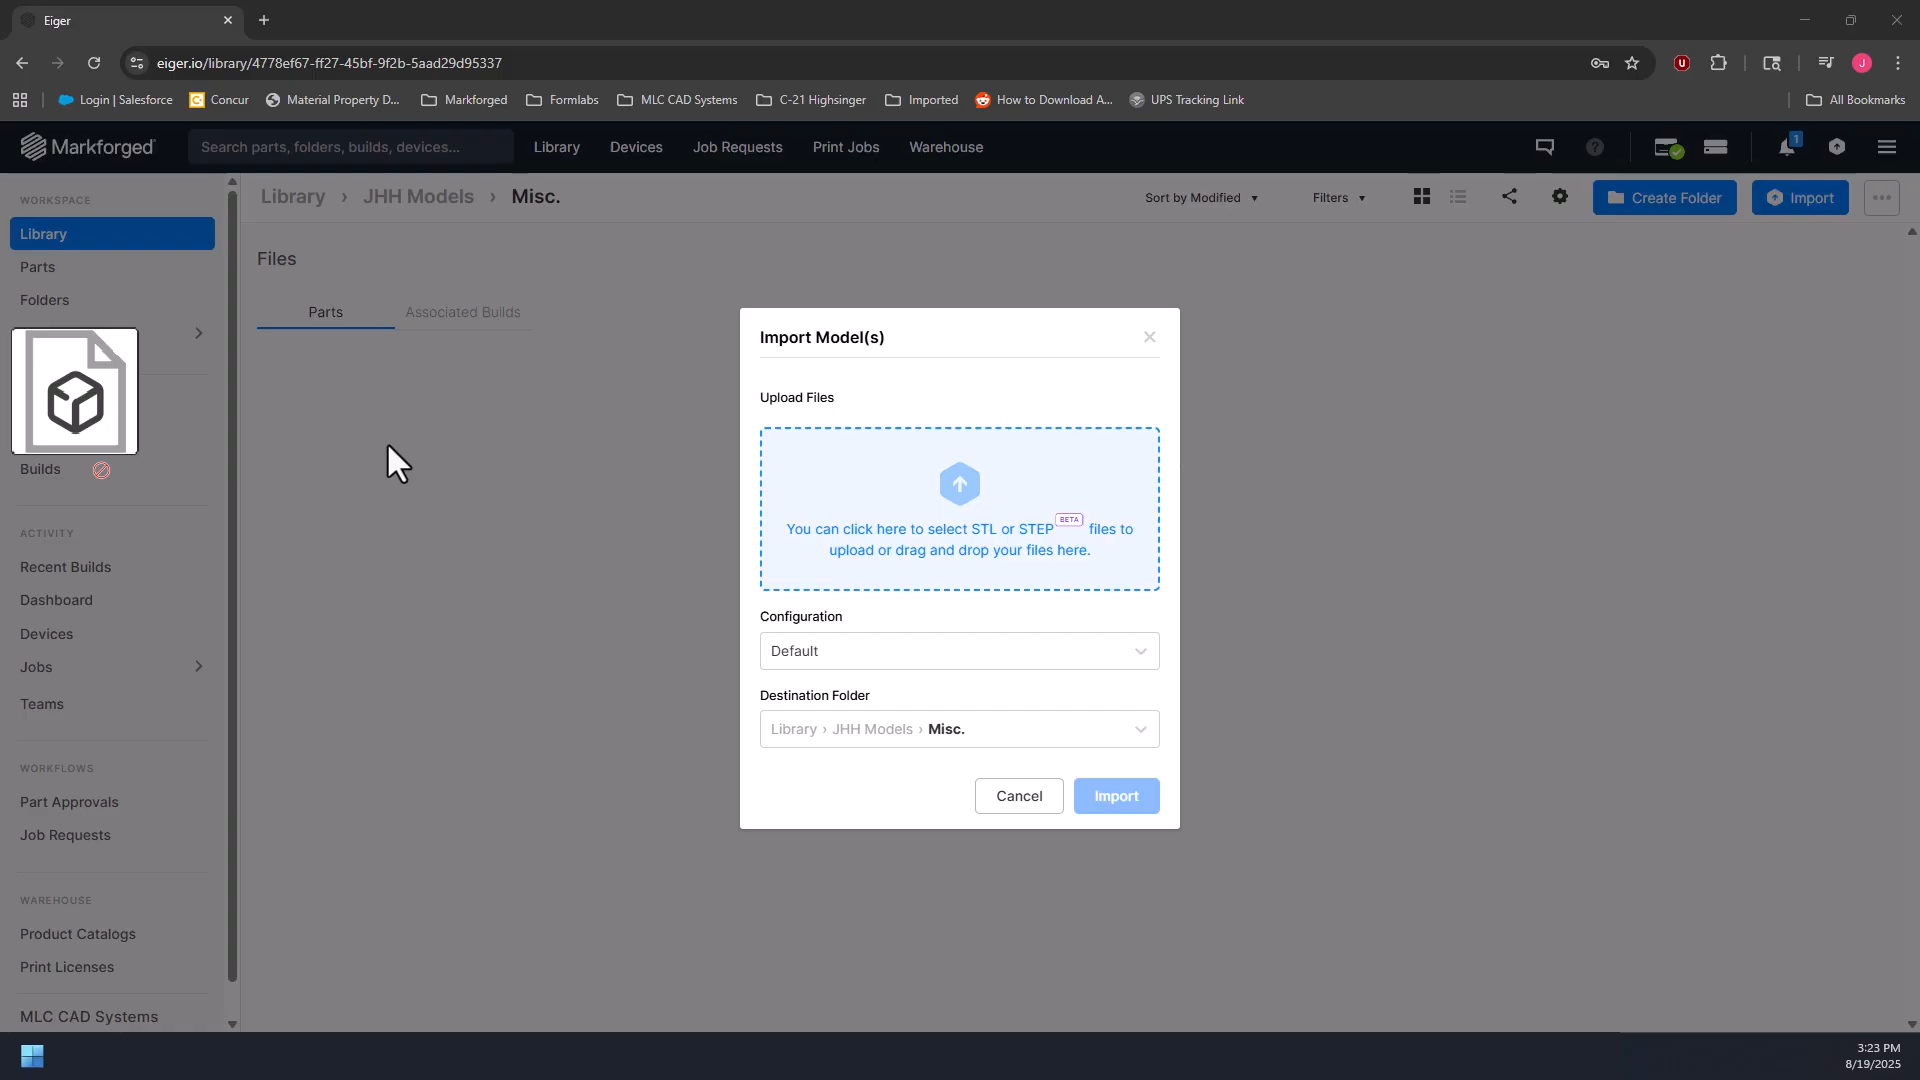 Eiger
eiger.io/library/4778ef67-ff27-45bf-9f2b-5aad29d95337
J
Login | Salesforce
Concur
Material Property D...
Markforged
Formlabs
MLC CAD Systems
C-21 Highsinger
Imported
How to Download A...
UPS Tracking Link
All Bookmarks
Markforged
Search parts, folders, builds, devices...
Library
Devices
Job Requests
Print Jobs
Warehouse
1
WORKSPACE
Library
Parts
Folders
Builds
ACTIVITY
Recent Builds
Dashboard
Devices
Jobs
Teams
WORKFLOWS
Part Approvals
Job Requests
WAREHOUSE
Product Catalogs
Print Licenses
MLC CAD Systems
Library › JHH Models › Misc.
Sort by Modified
Filters
Create Folder
Import
Files
Parts
Associated Builds
Import Model(s)
Upload Files
You can click here to select STL or STEP BETA files to
upload or drag and drop your files here.
Configuration
Default
Destination Folder
Library › JHH Models › Misc.
Cancel
Import
3:23 PM
8/19/2025